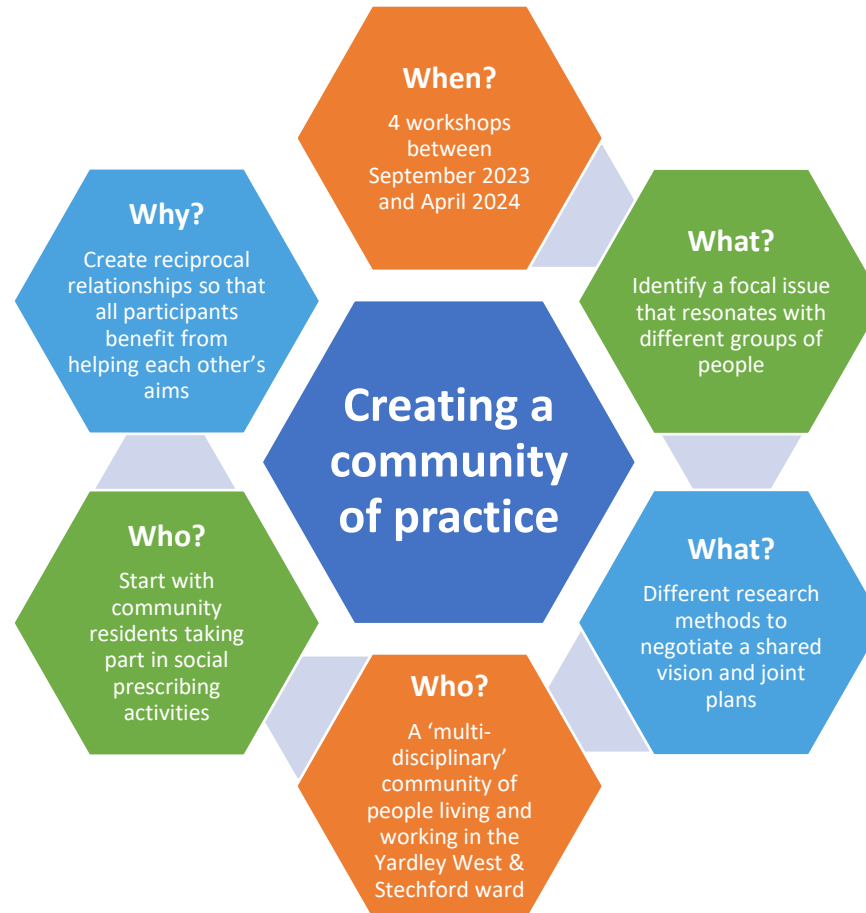 When?
4 workshops
between
September 2023
and April 2024
What?
Identify a focal issue
that resonates with
different groups of
people
What?
Different research
methods to
negotiate a shared
vision and joint
plans
Who?
A ‘multi-
disciplinary’
community of
people living and
working in the
Yardley West &
Stechford ward
Who?
Start with
community
residents taking
part in social
prescribing
activities
Why?
Create reciprocal
relationships so that
all participants
benefit from
helping each other’s
aims
Creating a
community
of practice